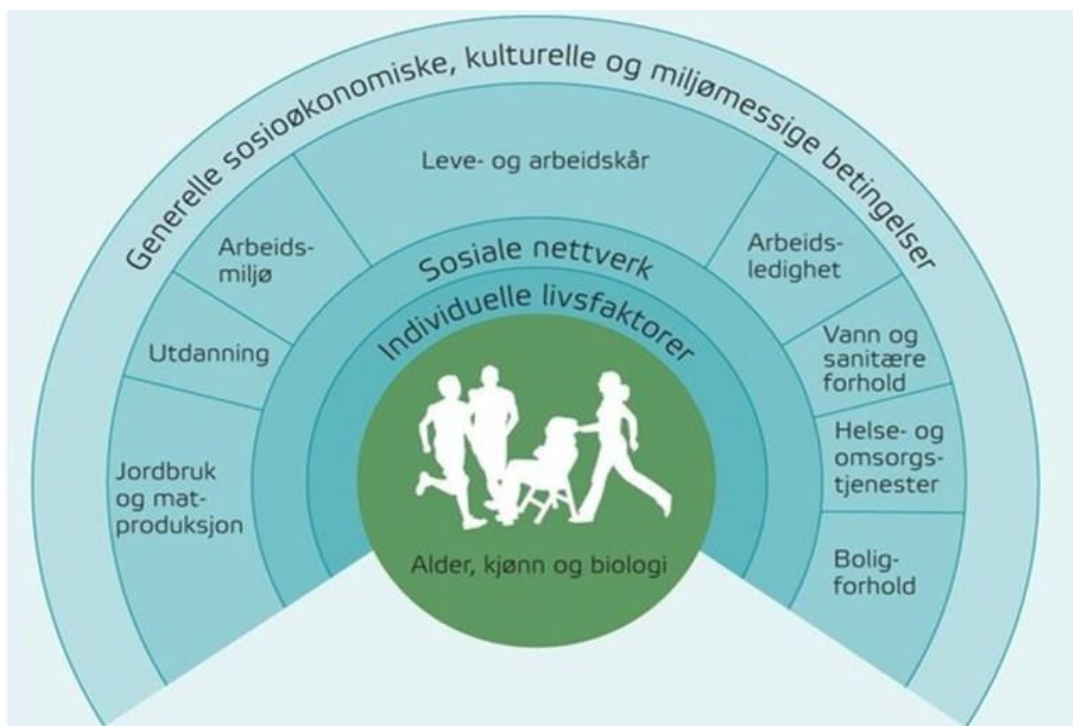 Generelle sosioøkonomiske, kulturelle og miljømessige betingelser
Leve- og arbeidskår
Arbeids-
miljø
Utdanning
Jordbruk
og mat-
produksjon
Arbeids-
ledighet
Vann og
sanitære
forhold
Helse- og
omsorgs-
tjenester
Bolig-
forhold
Sosiale nettverk
Individuelle livsfaktorer
Alder, kjønn og biologi